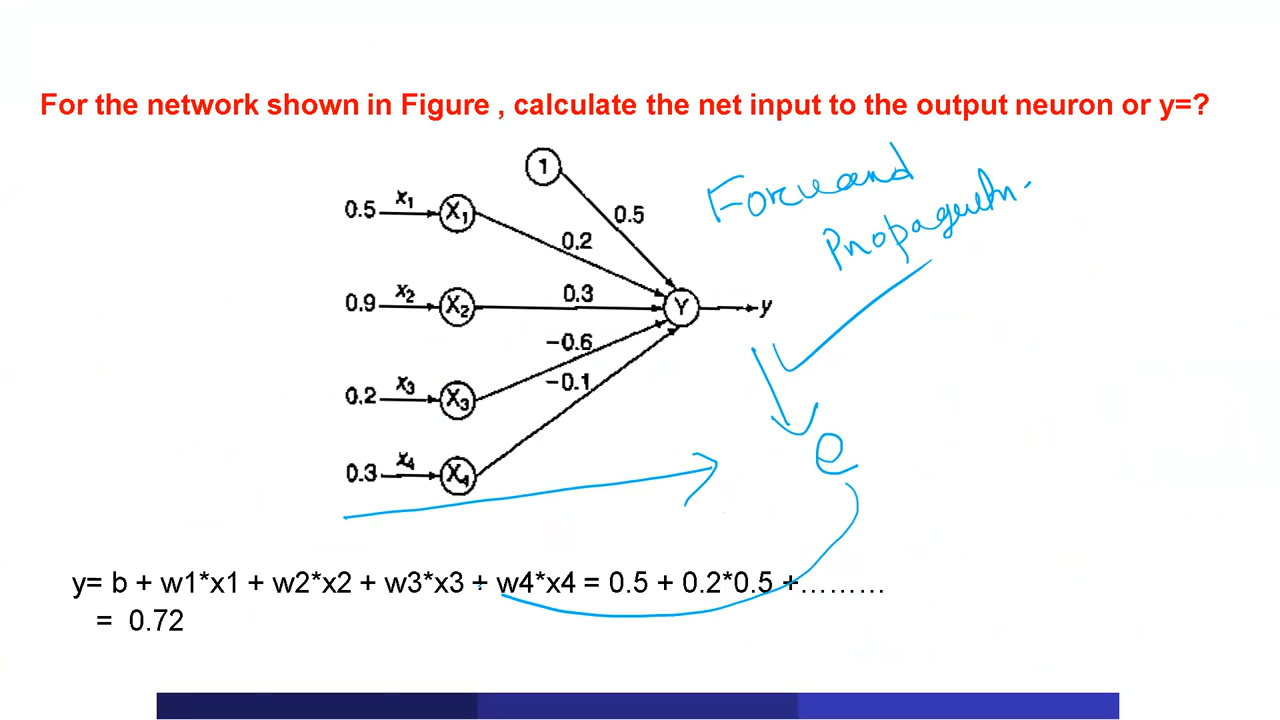 For the network shown in Figure , calculate the net input to the output neuron or y=?
1
0.5 x1 X1 0.2 0.5
0.9 x2 X2 0.3 Y y
-0.6
0.2 x3 X3 -0.1
0.3 x4 X4
Forward
Propagation
e
y= b + w1*x1 + w2*x2 + w3*x3 + w4*x4 = 0.5 + 0.2*0.5 +………
= 0.72